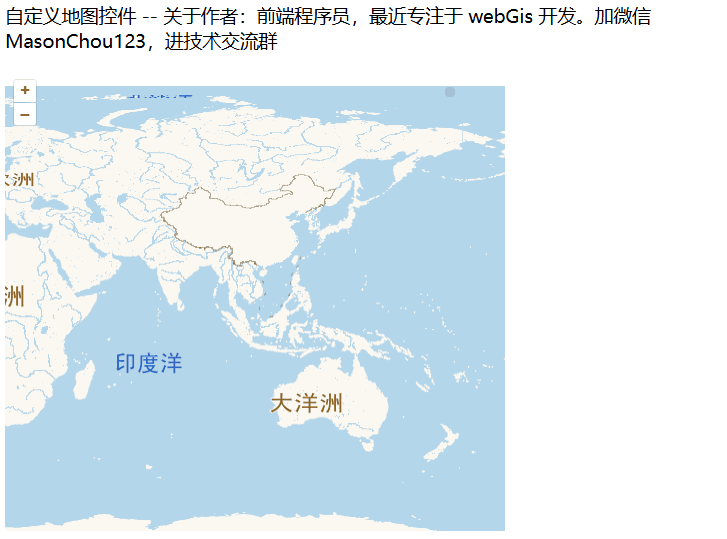 自定义地图控件 -- 关于作者：前端程序员，最近专注于 webGis 开发。加微信
MasonChou123，进技术交流群
+
−
洲
洲
印度洋
大洋洲